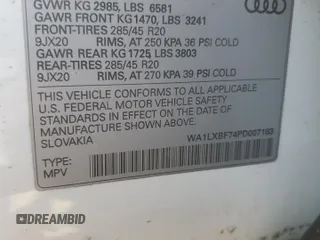 GVWR KG 2985, LBS 6581
GAWR FRONT KG1470, LBS 3241
FRONT-TIRES 285/45 R20
9JX20 RIMS, AT 250 KPA 36 PSI COLD
GAWR REAR KG 1725, LBS 3803
REAR-TIRES 285/45 R20
9JX20 RIMS, AT 270 KPA 39 PSI COLD
THIS VEHICLE CONFORMS TO ALL APPLICABLE
U.S. FEDERAL MOTOR VEHICLE
SAFETY STANDARDS IN EFFECT ON
THE DATE OF MANUFACTURE SHOWN ABOVE.
SLOVAKIA
WA1LXBF74PD007163
TYPE:
MPV
DREAMBID